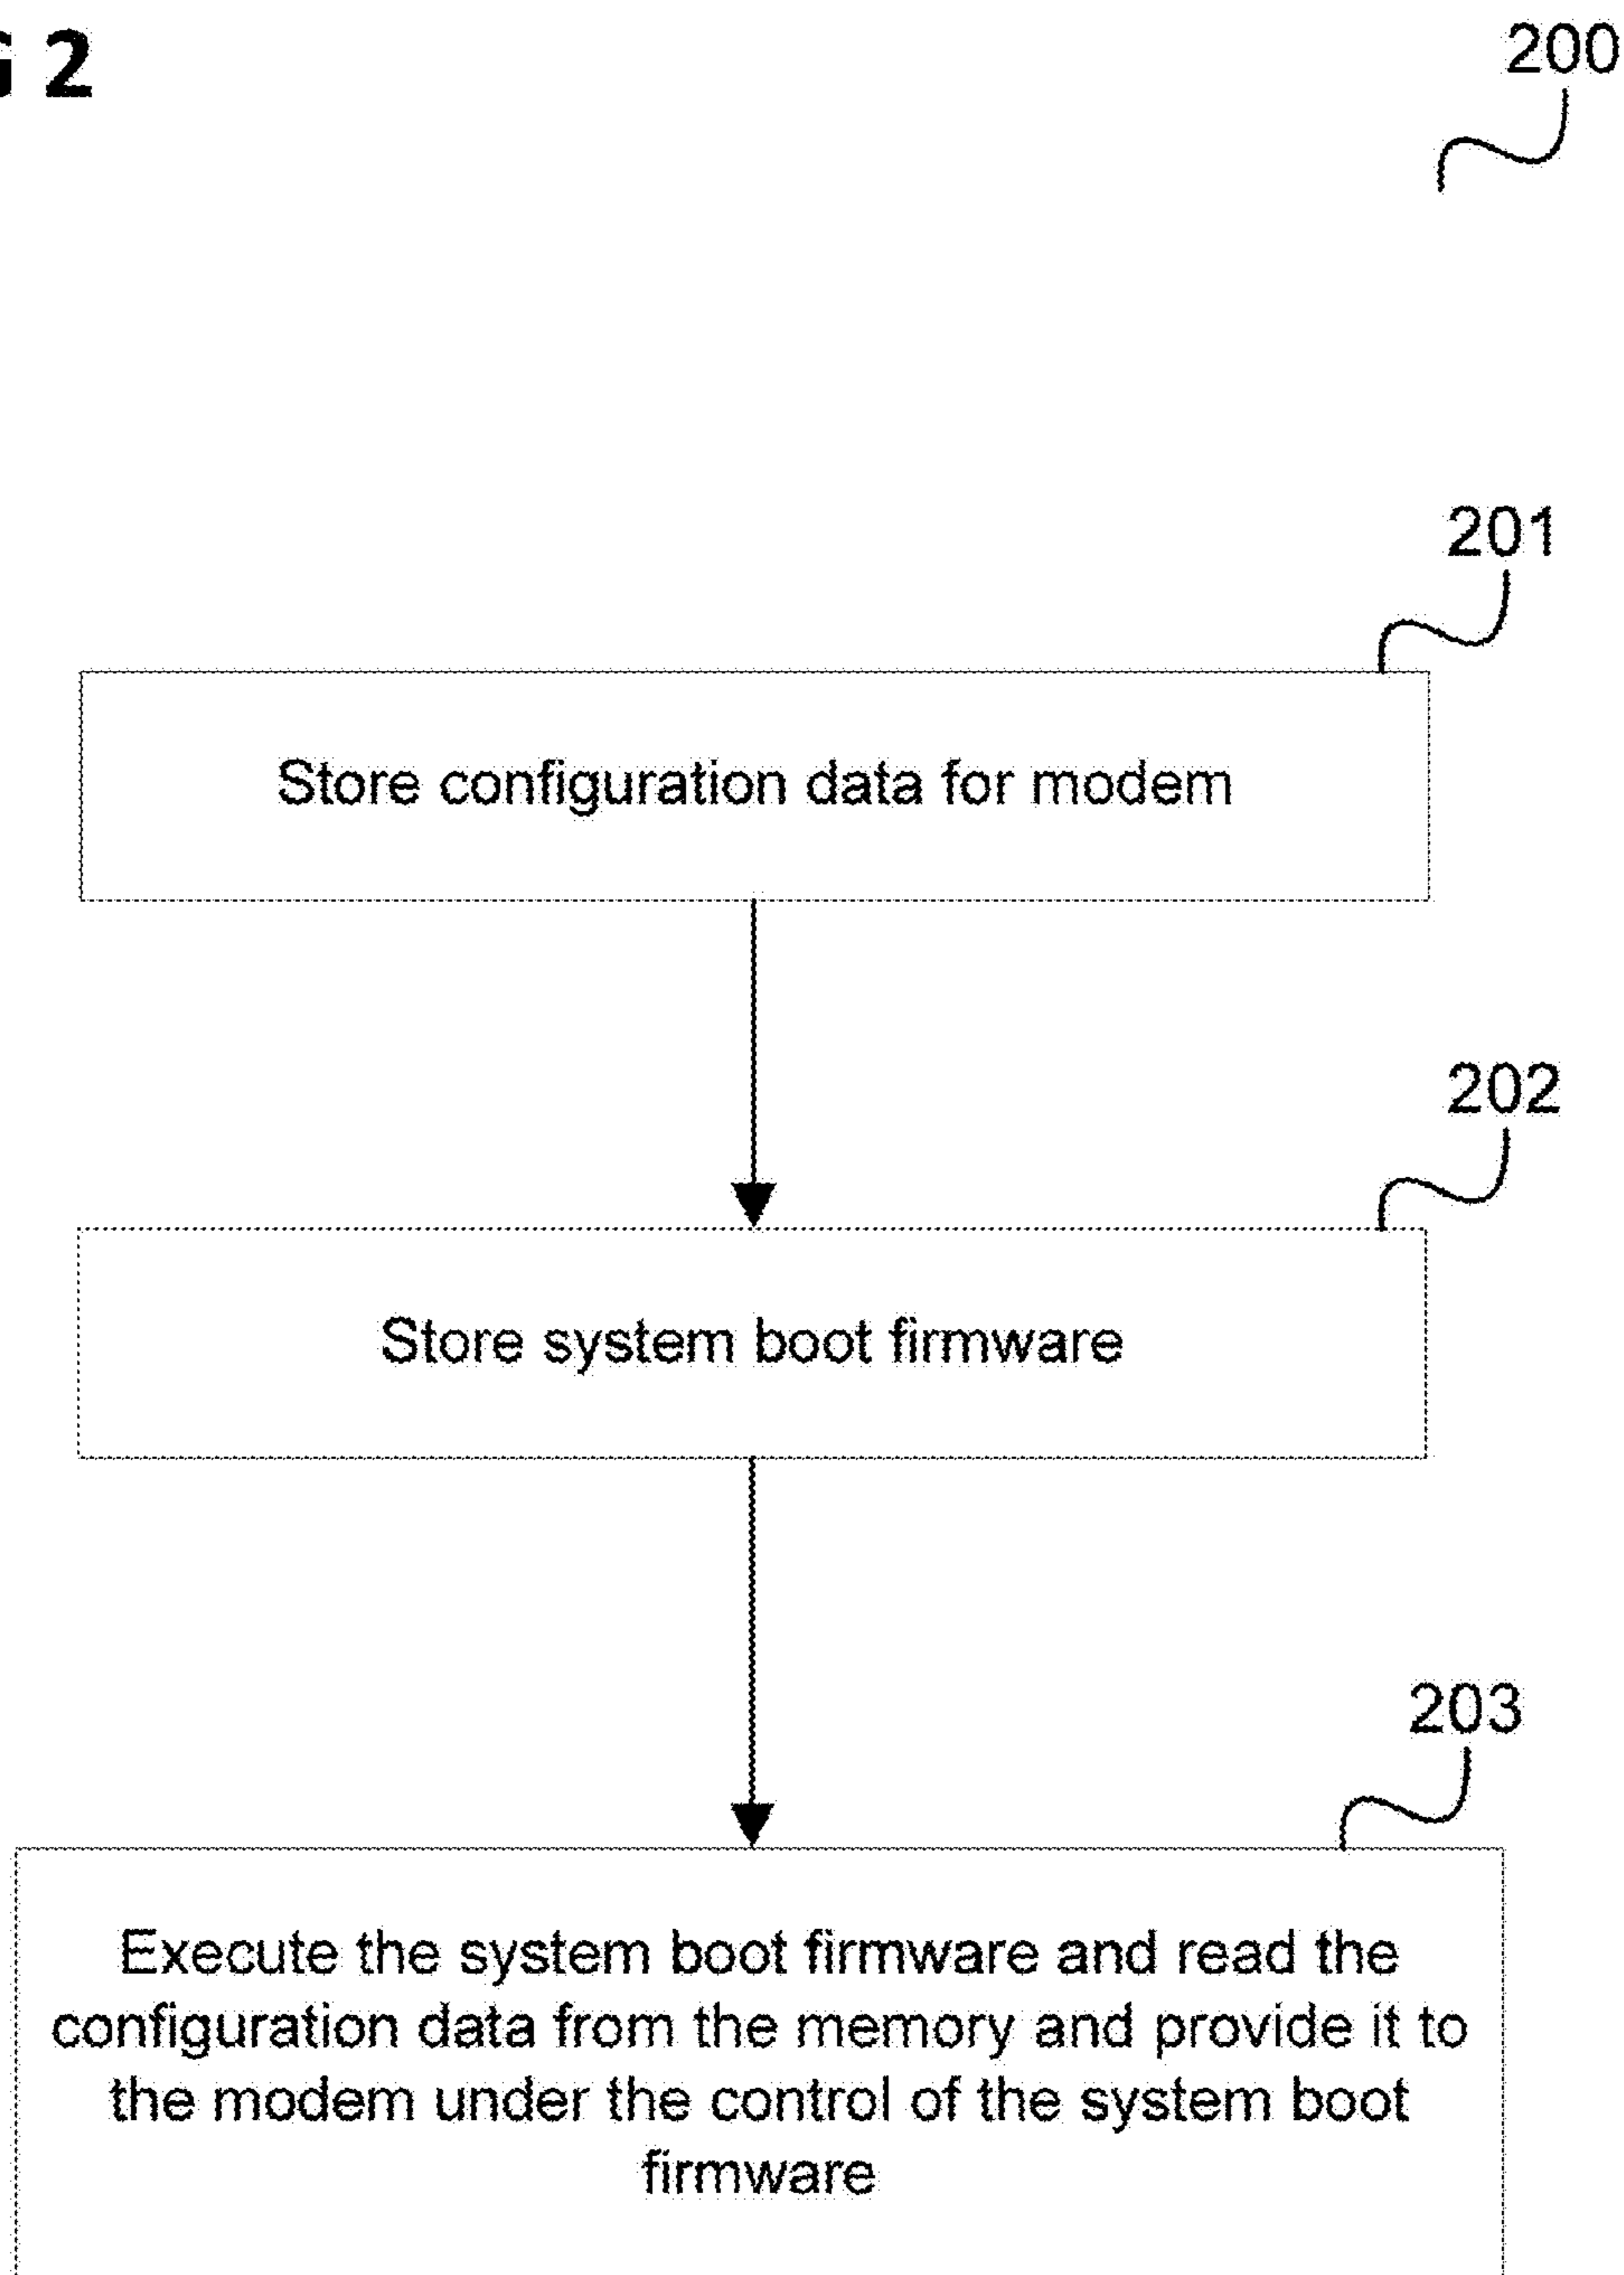 G 2
200
201
Store configuration data for modem
202
Store system boot firmware
203
Execute the system boot firmware and read the
configuration data from the memory and provide it to
the modem under the control of the system boot
firmware